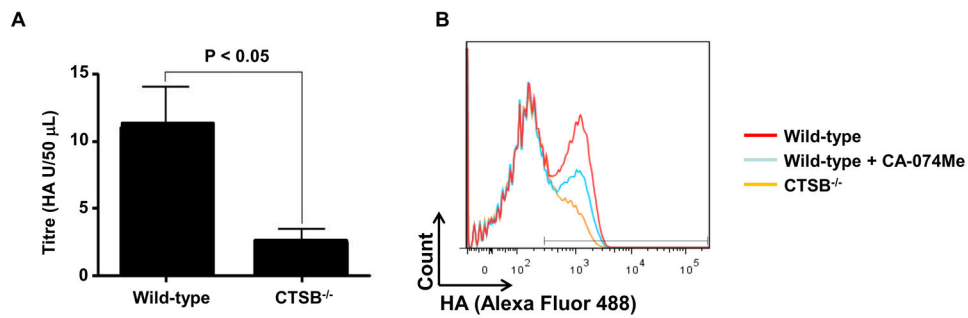 A
P < 0.05
15
10
5
0
Titre (HA U/50 μL)
Wild-type
CTSB-/-
B
Count
0
10²
10³
10⁴
10⁵
HA (Alexa Fluor 488)
Wild-type
Wild-type + CA-074Me
CTSB-/-